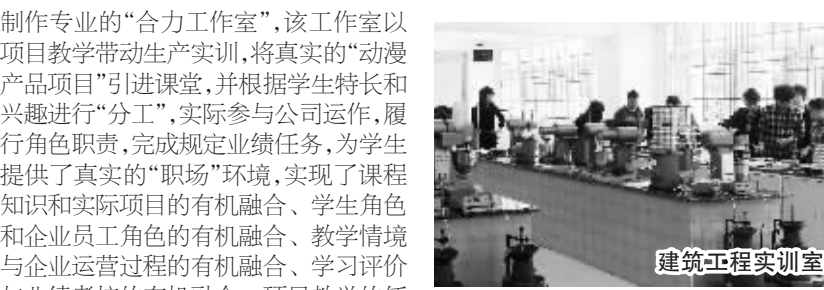 制作专业的“合力工作室”,该工作室以
项目教学带动生产实训,将真实的“动漫
产品项目”引进课堂,并根据学生特长和
兴趣进行“分工”,实际参与公司运作,履
行角色职责,完成规定业绩任务,为学生
提供了真实的“职场”环境,实现了课程
知识和实际项目的有机融合、学生角色
和企业员工角色的有机融合、教学情境
与企业运营过程的有机融合、学习评价
建筑工程实训室